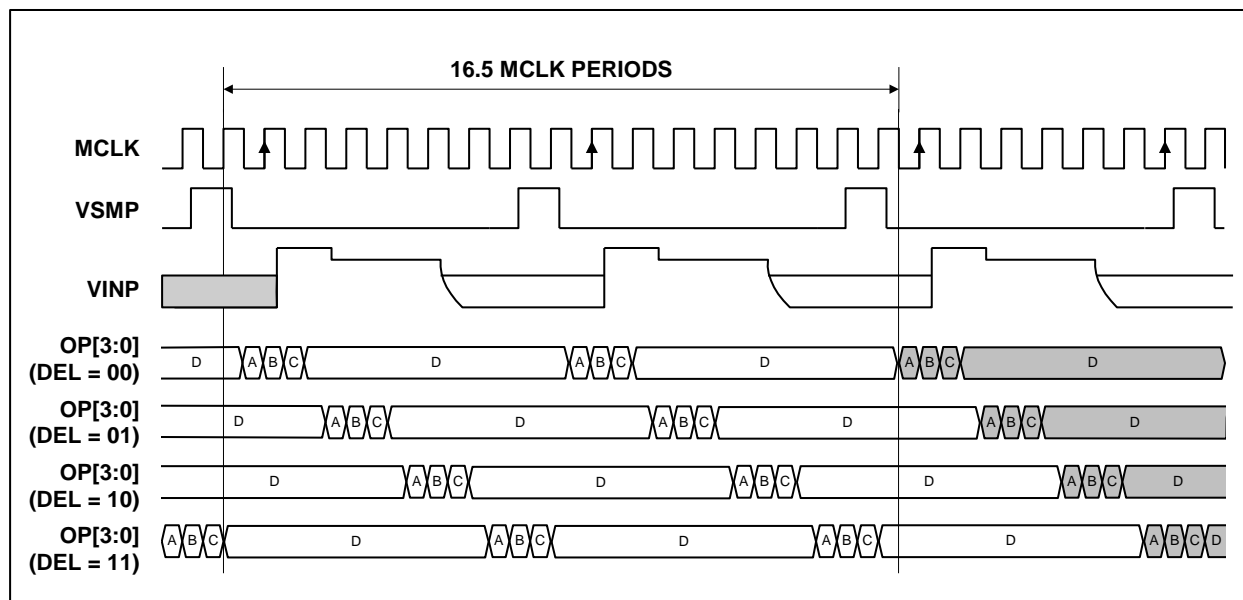 16.5 MCLK PERIODS
MCLK
VSMP
VINP
OP[3:0]
(DEL = 00)
D A B C D A B C D A B C D
OP[3:0]
(DEL = 01)
D A B C D A B C D A B C D
OP[3:0]
(DEL = 10)
D A B C D A B C D A B C D
OP[3:0]
(DEL = 11)
A B C D A B C D A B C D A B C D